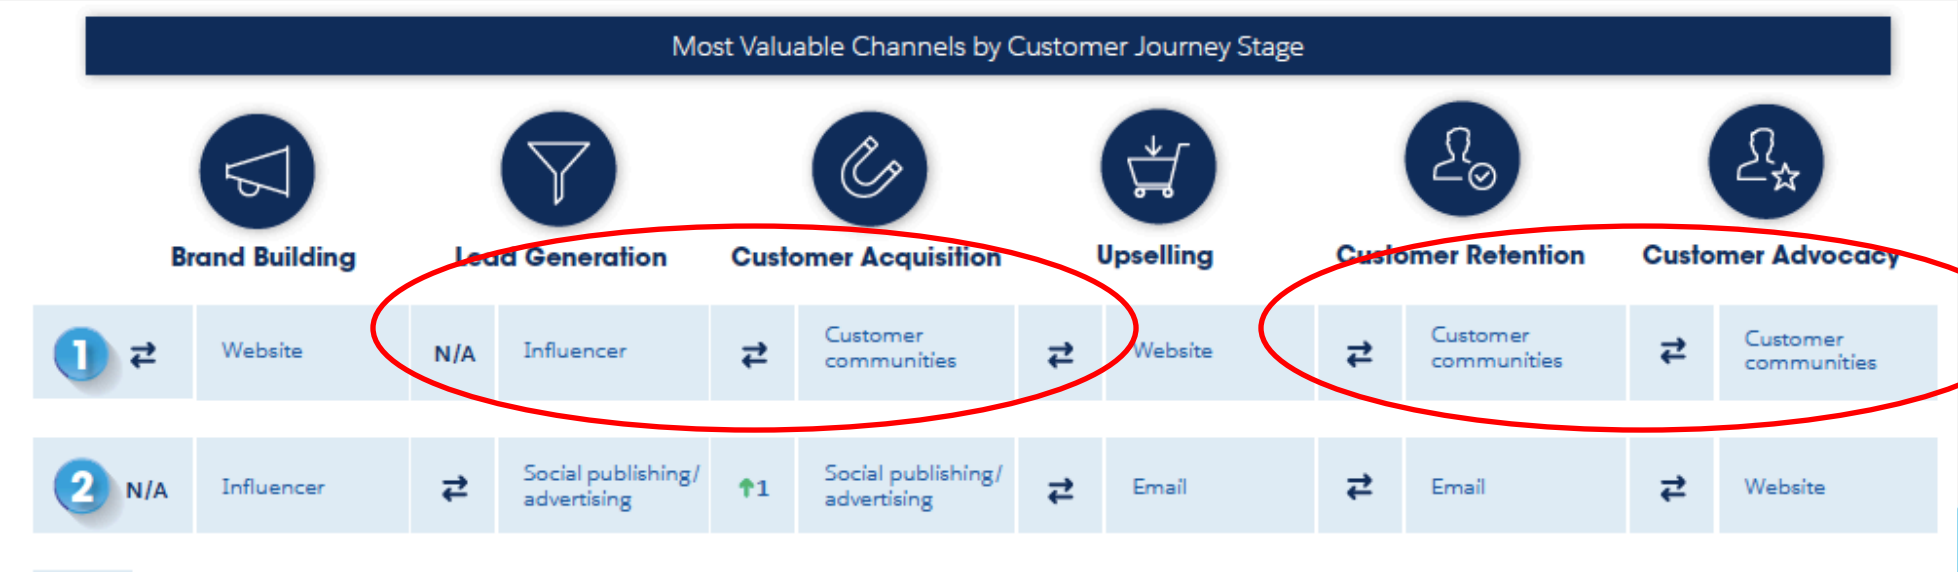 Most Valuable Channels by Customer Journey Stage
Brand Building
Lead Generation
Customer Acquisition
Upselling
Customer Retention
Customer Advocacy
1
Website
N/A
Influencer
Customer
communities
Website
Customer
communities
Customer
communities
2
N/A
Influencer
Social publishing/
advertising
1
Social publishing/
advertising
Email
Email
Website